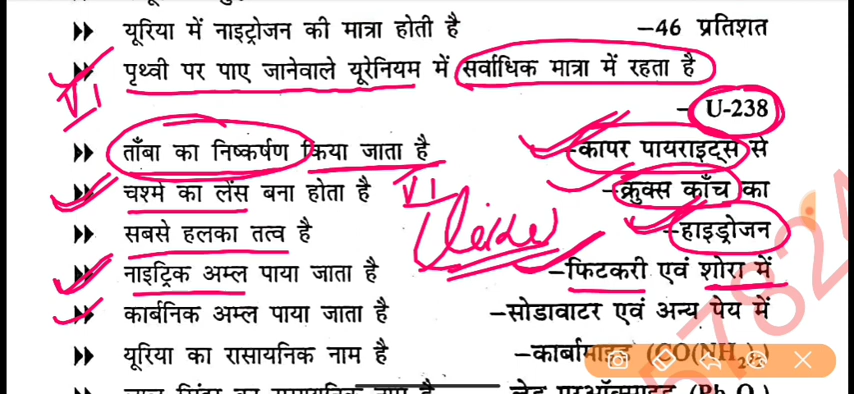 यूरिया में नाइट्रोजन की मात्रा होती है –46 प्रतिशत
पृथ्वी पर पाए जानेवाले यूरेनियम में सर्वाधिक मात्रा में रहता है
– U-238
ताँबा का निष्कर्षण किया जाता है –कापर पायराइट्स से
चश्मे का लेंस बना होता है –क्रुक्स काँच का
सबसे हलका तत्व है –हाइड्रोजन
नाइट्रिक अम्ल पाया जाता है –फिटकरी एवं शोरा में
कार्बनिक अम्ल पाया जाता है –सोडावाटर एवं अन्य पेय में
यूरिया का रासायनिक नाम है –कार्बामाइड (CO(NH₂)₂)
V I
V I